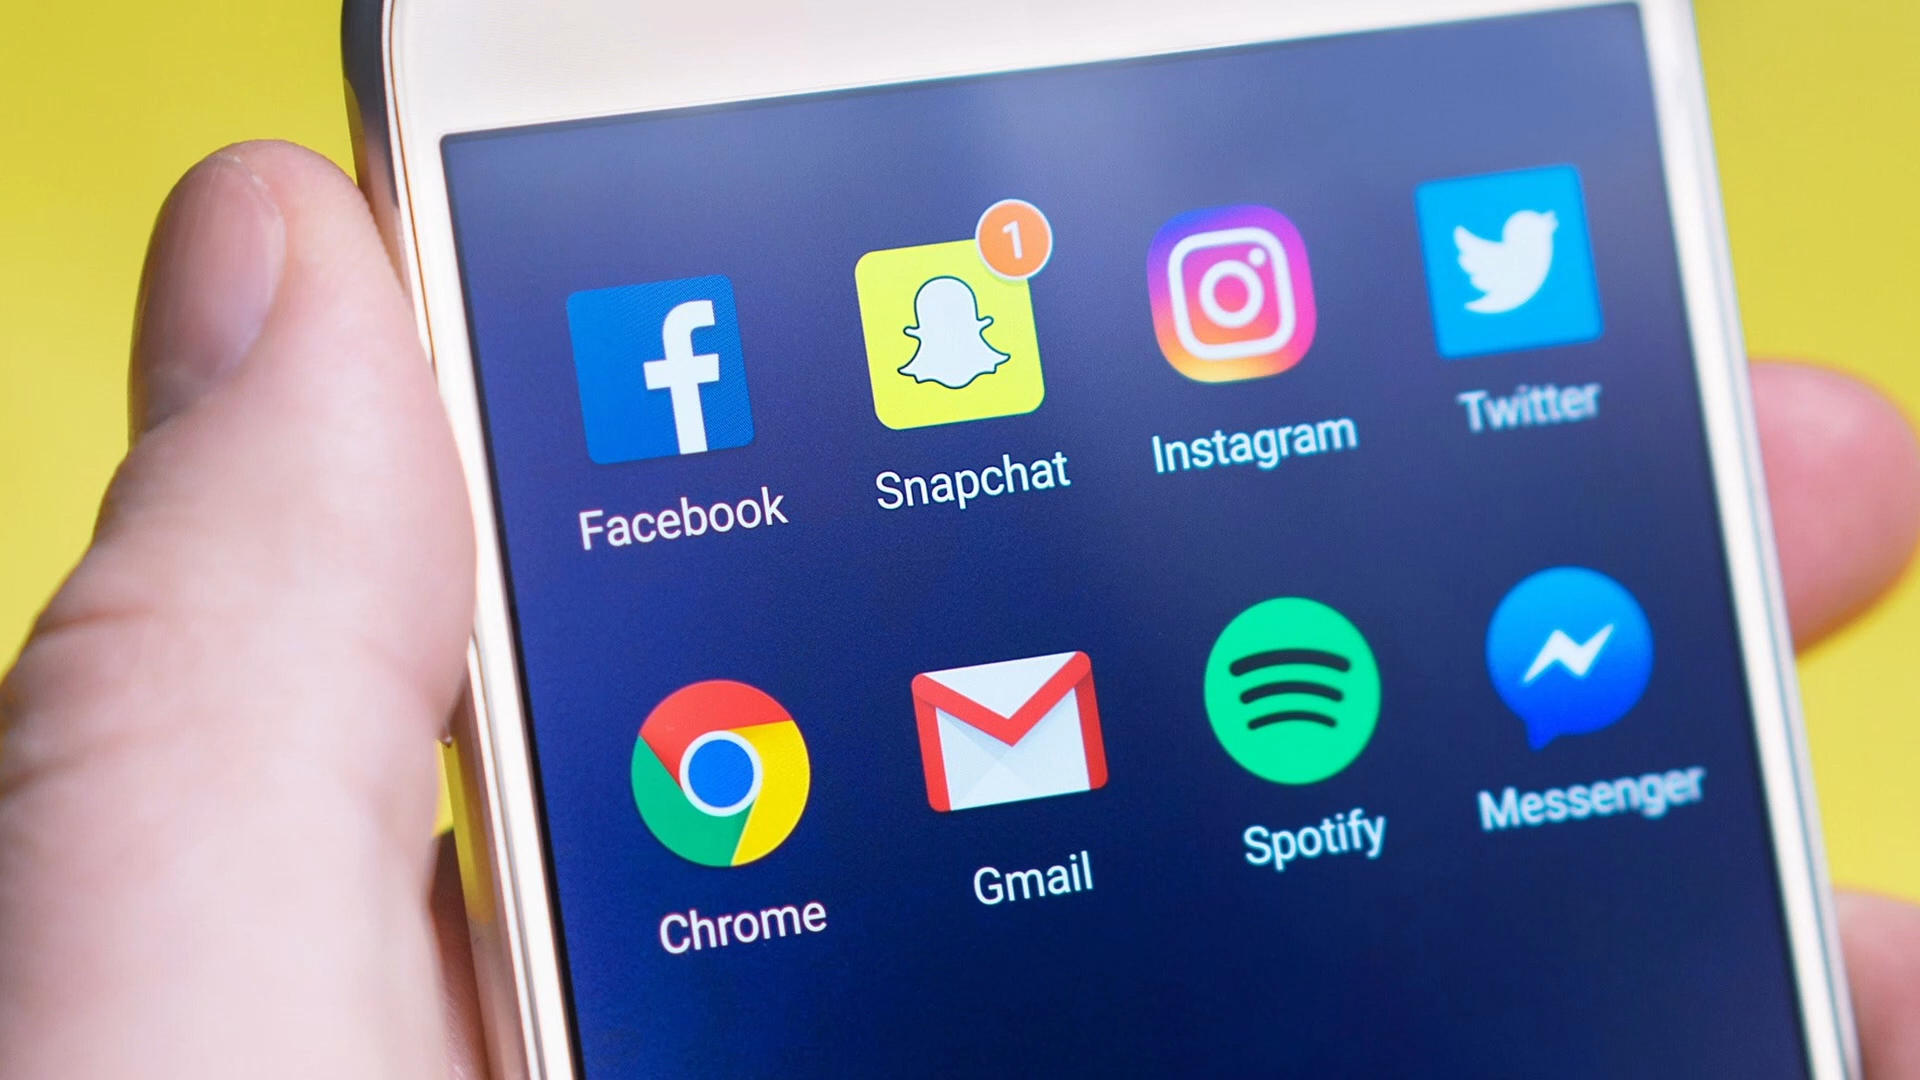 1
Facebook
Snapchat
Instagram
Twitter
Chrome
Gmail
Spotify
Messenger